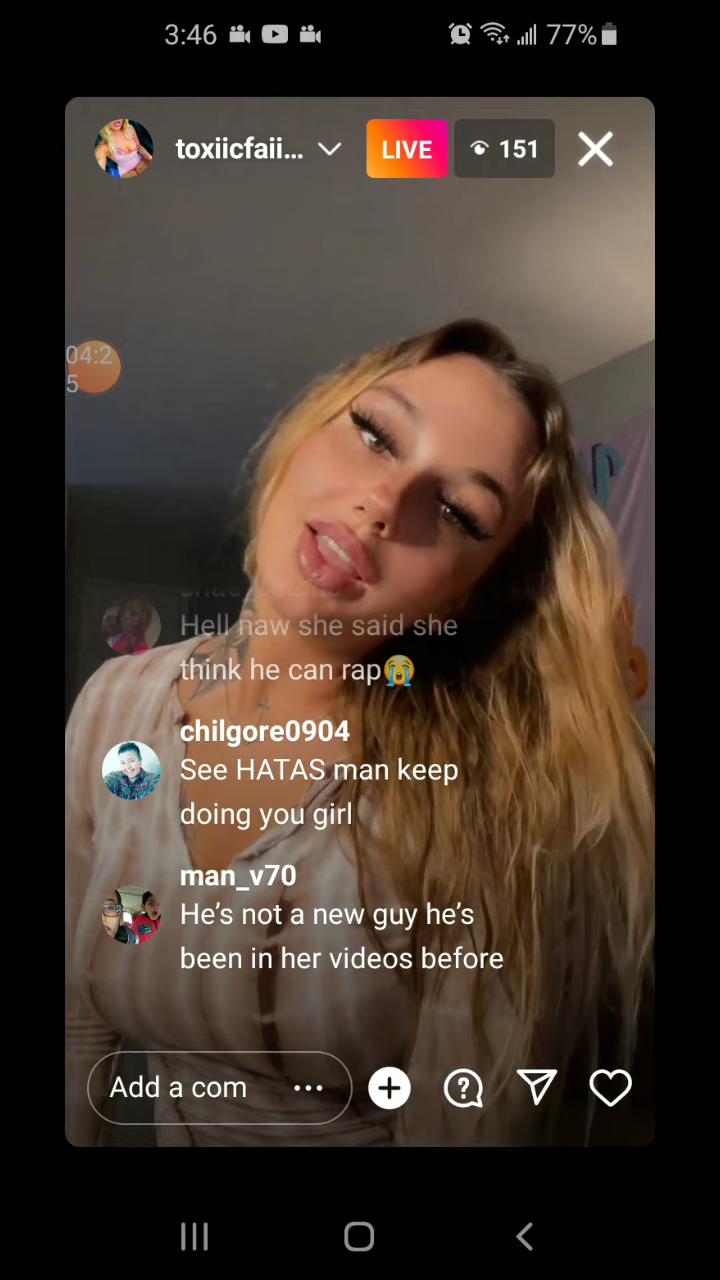 3:46
77%
toxiicfaii...
LIVE
151
04:2
5
Hell naw she said she
think he can rap😭
chilgore0904
See HATAS man keep
doing you girl
man_v70
He's not a new guy he's
been in her videos before
Add a com